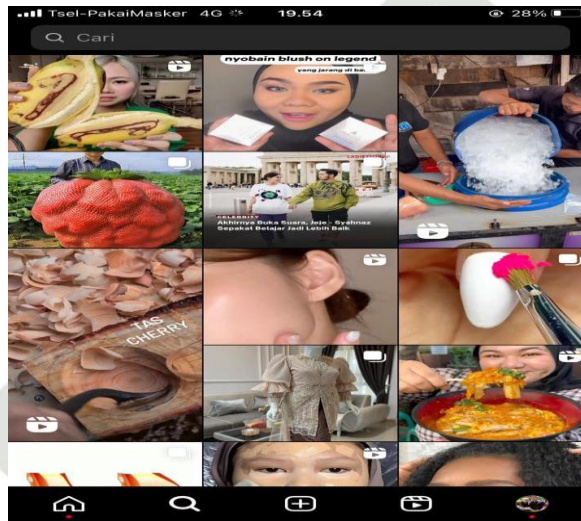 Tsel-PakaiMasker 4G 19.54 28%
Cari
nyobain blush on legend
yang jarang di ba..
CELEBRITY
Akhirnya Buka Suara, Jeje - Syahnaz
Sepakat Belajar Jadi Lebih Baik
TAS
CHERRY